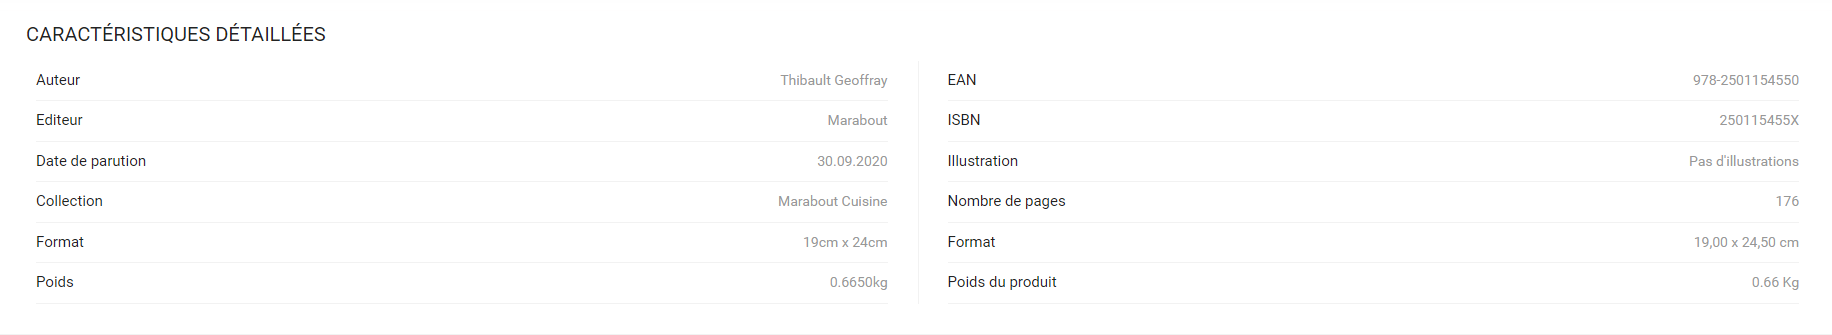 CARACTÉRISTIQUES DÉTAILLÉES
Auteur Thibault Geoffray
Editeur Marabout
Date de parution 30.09.2020
Collection Marabout Cuisine
Format 19cm x 24cm
Poids 0.6650kg
EAN 978-2501154550
ISBN 250115455X
Illustration Pas d'illustrations
Nombre de pages 176
Format 19,00 x 24,50 cm
Poids du produit 0.66 Kg